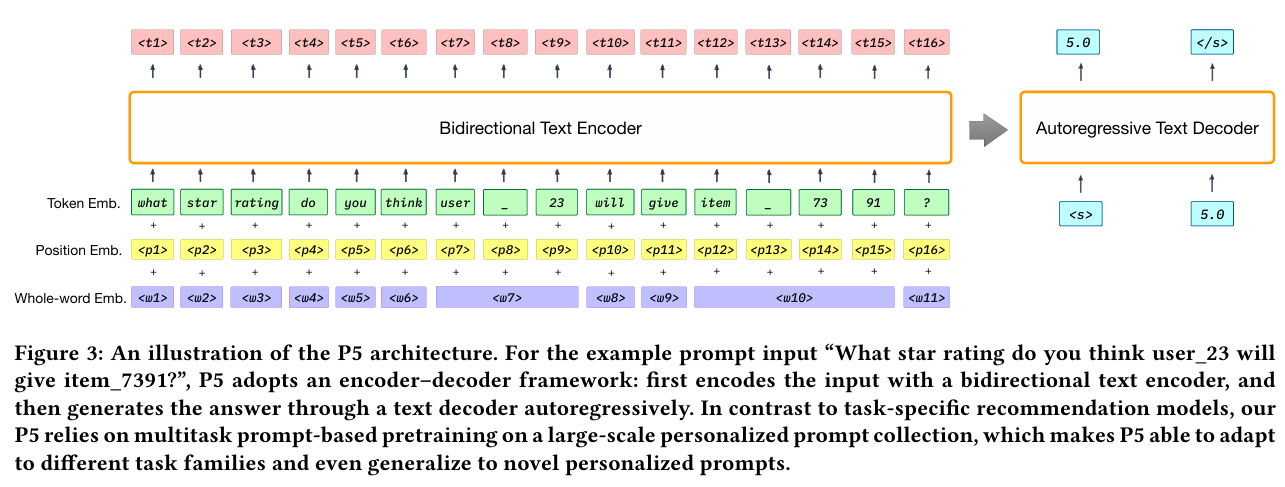 <t1> <t2> <t3> <t4> <t5> <t6> <t7> <t8> <t9> <t10> <t11> <t12> <t13> <t14> <t15> <t16>
5.0 </s>
Bidirectional Text Encoder
Autoregressive Text Decoder
Token Emb. what star rating do you think user _ 23 will give item _ 73 91 ?
<s> 5.0
+ + + + + + + + + + + + + + + +
Position Emb. <p1> <p2> <p3> <p4> <p5> <p6> <p7> <p8> <p9> <p10> <p11> <p12> <p13> <p14> <p15> <p16>
+ + + + + + + + + + + + + + + +
Whole-word Emb. <w1> <w2> <w3> <w4> <w5> <w6> <w7> <w8> <w9> <w10> <w11>
Figure 3: An illustration of the P5 architecture. For the example prompt input “What star rating do you think user_23 will
give item_7391?”, P5 adopts an encoder–decoder framework: first encodes the input with a bidirectional text encoder, and
then generates the answer through a text decoder autoregressively. In contrast to task-specific recommendation models, our
P5 relies on multitask prompt-based pretraining on a large-scale personalized prompt collection, which makes P5 able to adapt
to different task families and even generalize to novel personalized prompts.